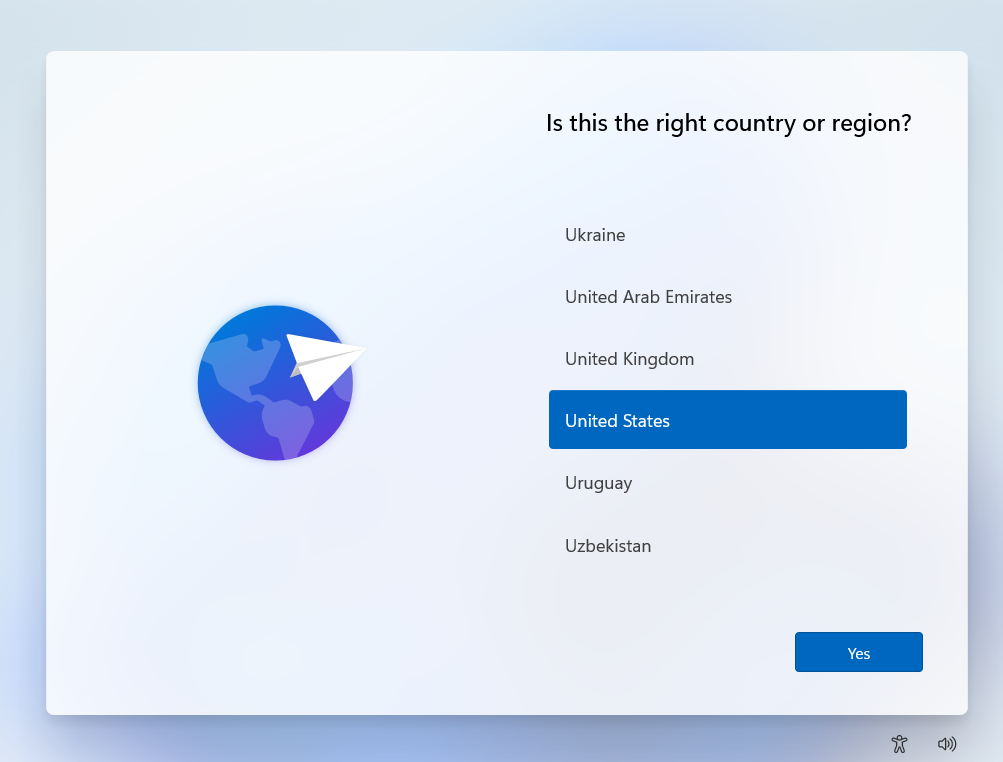 Is this the right country or region?
Ukraine
United Arab Emirates
United Kingdom
United States
Uruguay
Uzbekistan
Yes